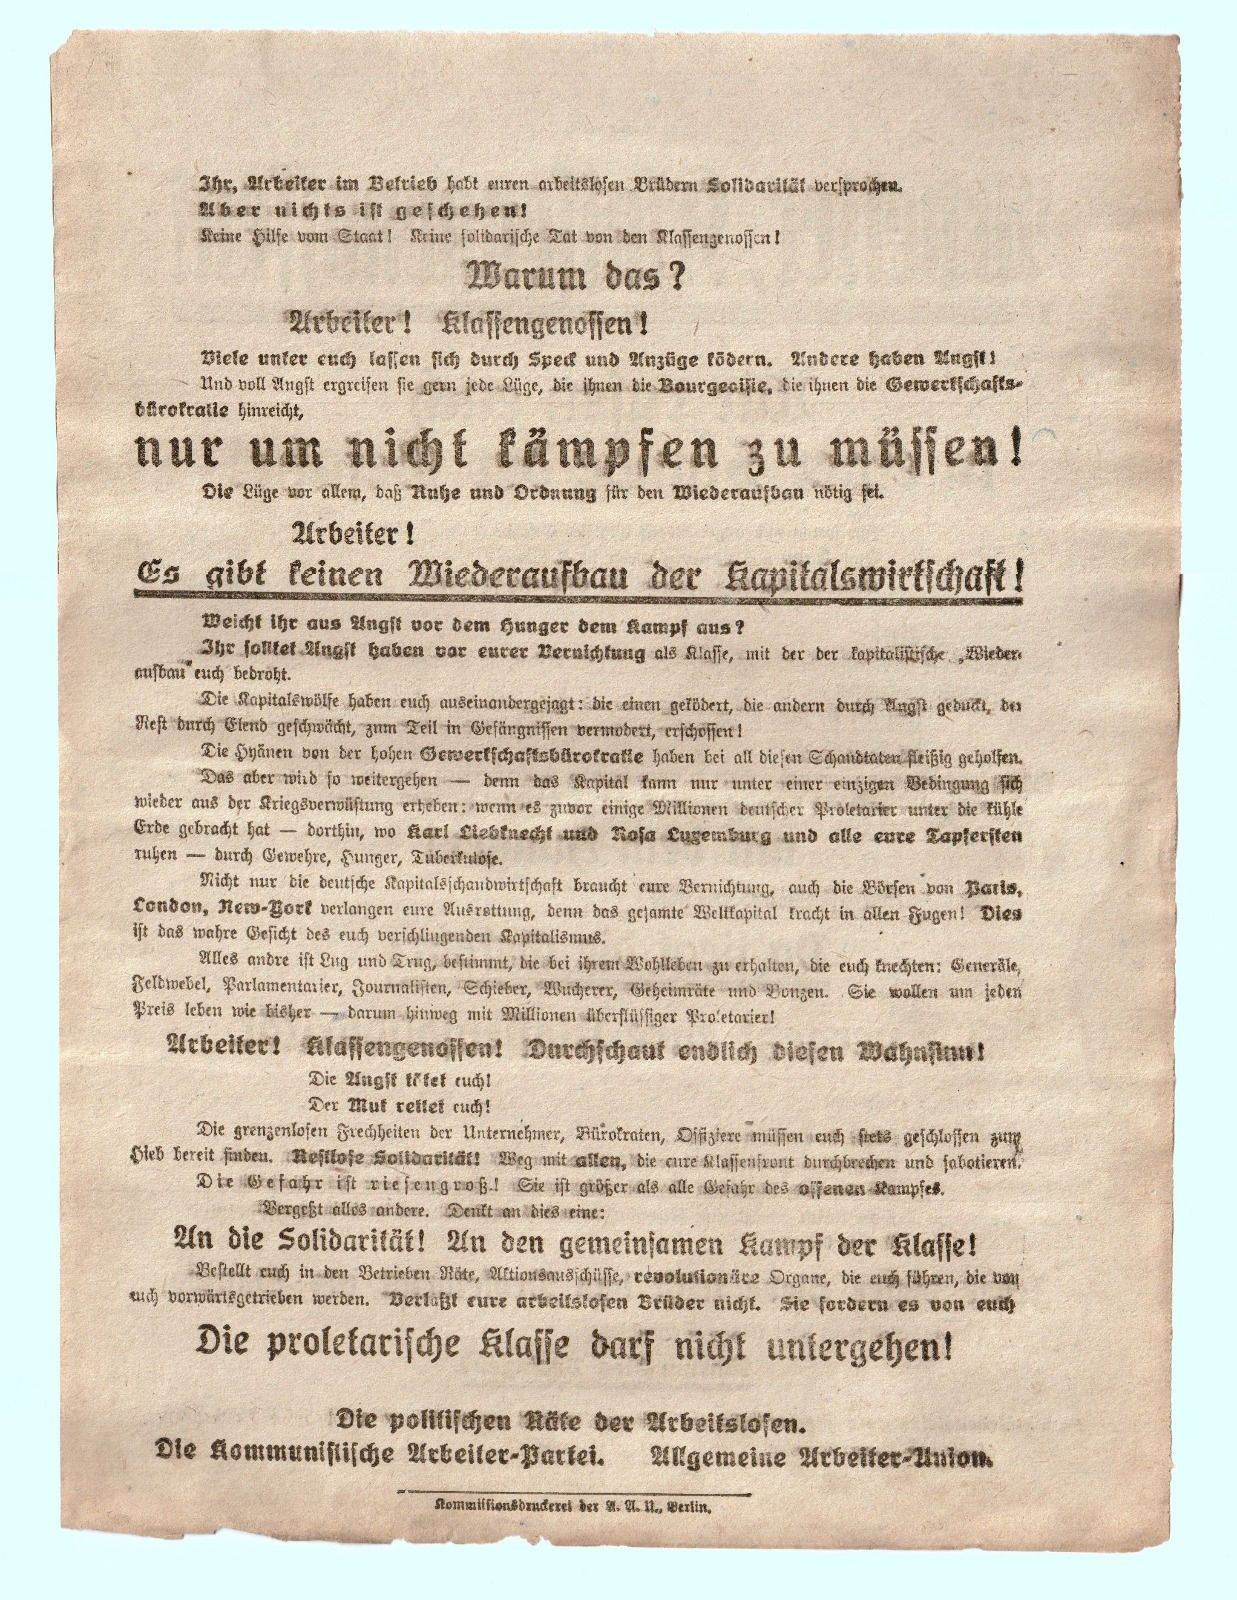 Ihr, Arbeiter im Betrieb habt euren arbeitslosen Brüdern Solidarität versprochen.
Aber nichts ist geschehen!
Keine Hilfe vom Staat! Keine solidarische Tat von den Klassengenossen!
Warum das?
Arbeiter! Klassengenossen!
Viele unter euch lassen sich durch Speck und Anzüge ködern. Andere haben Angst!
Und voll Angst ergreifen sie gern jede Lüge, die ihnen die Bourgeoisie, die ihnen die Gewerkschafts-
bürokratie hinreicht,
nur um nicht kämpfen zu müssen!
Die Lüge vor allem, daß Ruhe und Ordnung für den Wiederaufbau nötig sei.
Arbeiter!
Es gibt keinen Wiederaufbau der Kapitalswirtschaft!
Weicht ihr aus Angst vor dem Hunger dem Kampf aus?
Ihr solltet Angst haben vor eurer Vernichtung als Klasse, mit der der kapitalistische „Wieder-
aufbau“ euch bedroht.
Die Kapitalswölfe haben euch auseinandergejagt: die einen geködert, die andern durch Angst geduckt, der
Rest durch Elend geschwächt, zum Teil in Gefängnissen vermodert, erschossen!
Die Hyänen von der hohen Gewerkschaftsbürokratie haben bei all diesen Schandtaten fleißig geholfen.
Das aber wird so weitergehen — denn das Kapital kann nur unter einer einzigen Bedingung sich
wieder aus der Kriegsverwüstung erheben: wenn es zuvor einige Millionen deutscher Proletarier unter die kühle
Erde gebracht hat — dorthin, wo Karl Liebknecht und Rosa Luxemburg und alle eure Tapfersten
ruhen — durch Gewehre, Hunger, Tuberkulose.
Nicht nur die deutsche Kapitalsschandwirtschaft braucht eure Vernichtung, auch die Börsen von Paris,
London, New-York verlangen eure Ausrottung, denn das gesamte Weltkapital kracht in allen Fugen! Dies
ist das wahre Gesicht des euch verschlingenden Kapitalismus.
Alles andre ist Lug und Trug, bestimmt, die bei ihrem Wohlleben zu erhalten, die euch knechten: Generäle,
Feldwebel, Parlamentarier, Journalisten, Schieber, Wucherer, Geheimräte und Bonzen. Sie wollen um jeden
Preis leben wie bisher — darum hinweg mit Millionen überflüssiger Proletarier!
Arbeiter! Klassengenossen! Durchschaut endlich diesen Wahnsinn!
Die Angst tötet euch!
Der Mut rettet euch!
Die grenzenlosen Frechheiten der Unternehmer, Bürokraten, Offiziere müssen euch stets geschlossen zum
Hieb bereit finden. Restlose Solidarität! Weg mit allen, die eure Klassenfront durchbrechen und sabotieren.
Die Gefahr ist riesengroß! Sie ist größer als alle Gefahr des offenen Kampfes.
Vergeßt alles andere. Denkt an dies eine:
An die Solidarität! An den gemeinsamen Kampf der Klasse!
Bestellt euch in den Betrieben Räte, Aktionsausschüsse, revolutionäre Organe, die euch führen, die von
euch vorwärtsgetrieben werden. Verlaßt eure arbeitslosen Brüder nicht. Sie fordern es von euch
Die proletarische Klasse darf nicht untergehen!
Die politischen Räte der Arbeitslosen.
Die Kommunistische Arbeiter-Partei. Allgemeine Arbeiter-Union.
Kommissionsdruckerei der A. A. U., Berlin.